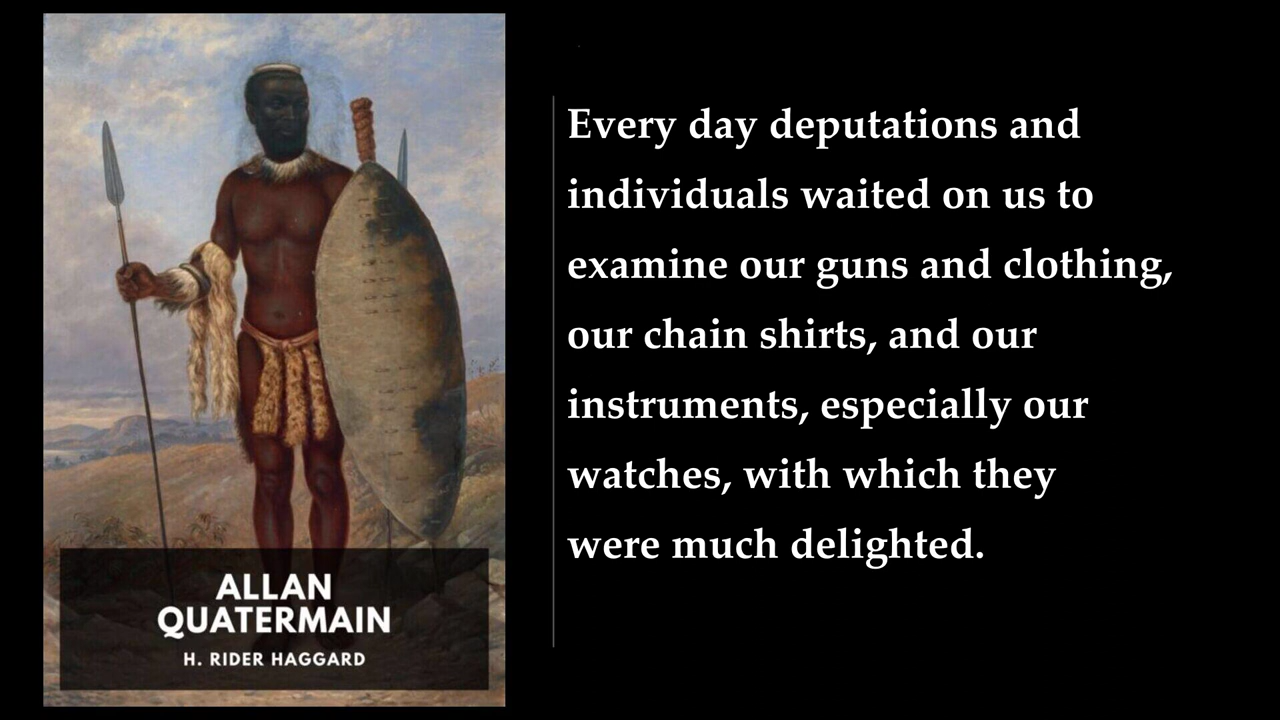 Every day deputations and
individuals waited on us to
examine our guns and clothing,
our chain shirts, and our
instruments, especially our
watches, with which they
were much delighted.
ALLAN
QUATERMAIN
H. RIDER HAGGARD